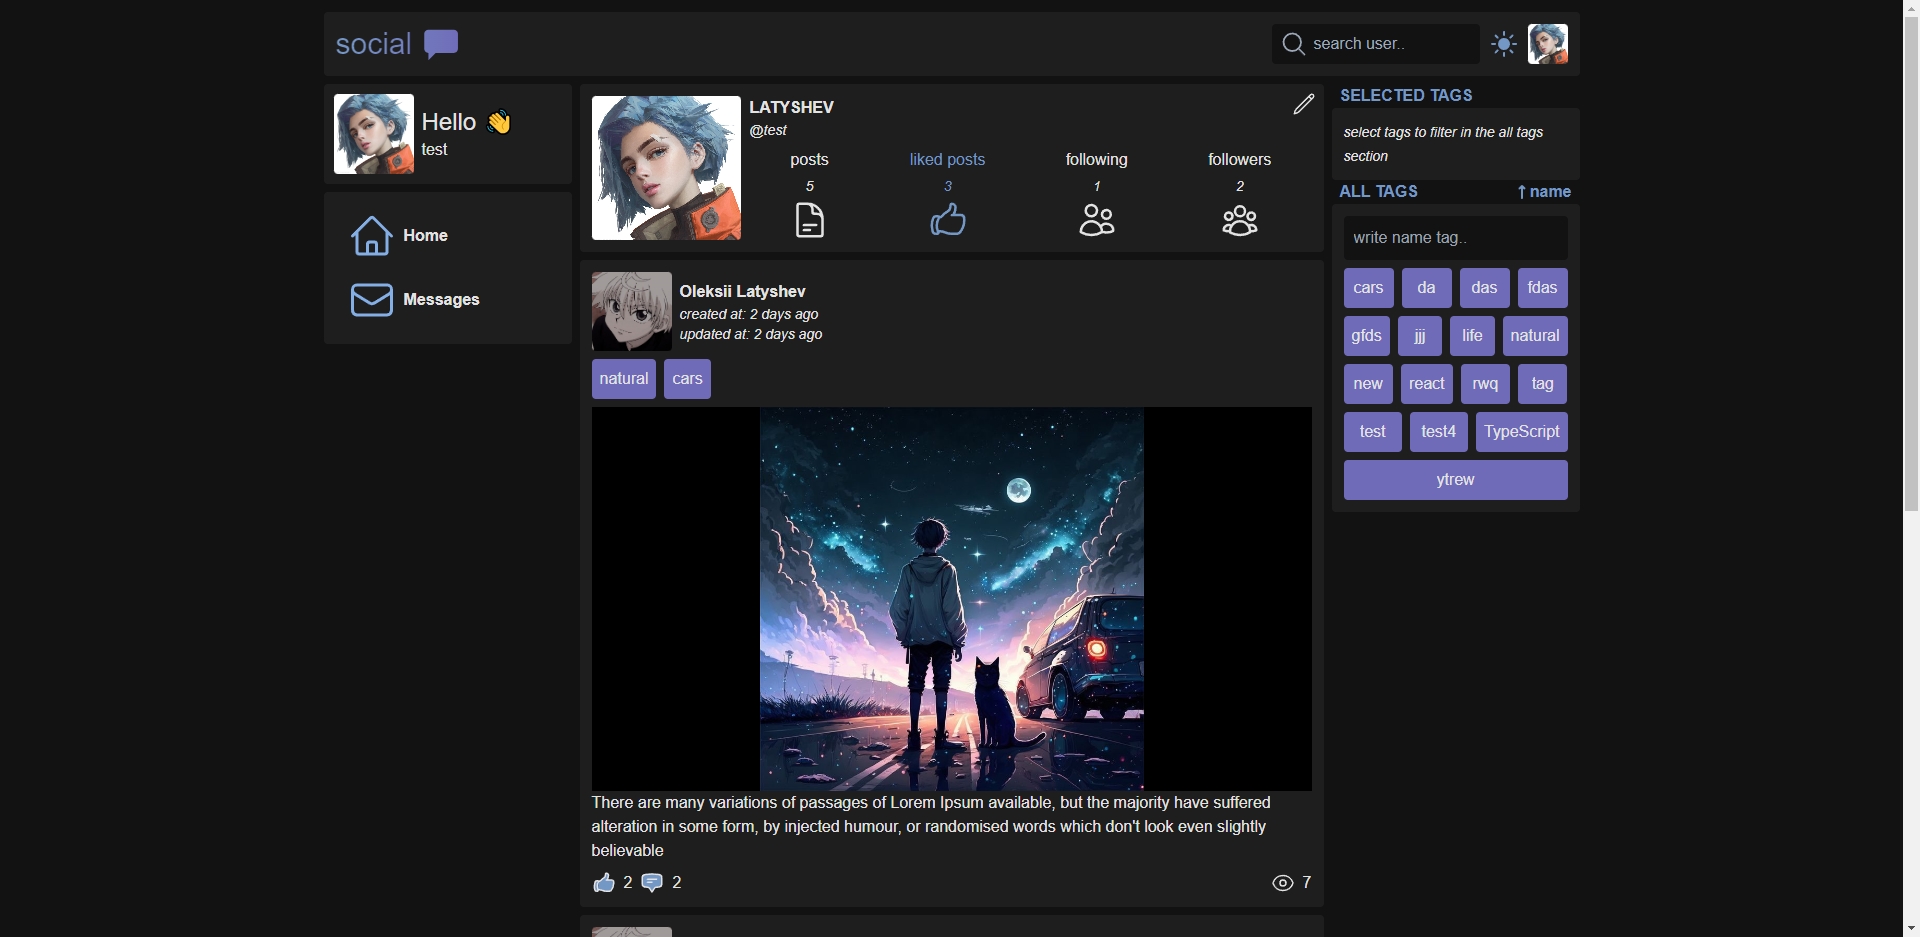 social
search user..
Hello 👋
test
Home
Messages
LATYSHEV
@test
posts
liked posts
following
followers
5
3
1
2
Oleksii Latyshev
created at: 2 days ago
updated at: 2 days ago
natural
cars
There are many variations of passages of Lorem Ipsum available, but the majority have suffered
alteration in some form, by injected humour, or randomised words which don't look even slightly
believable
2
2
7
SELECTED TAGS
select tags to filter in the all tags
section
ALL TAGS
↑ name
write name tag..
cars
da
das
fdas
gfds
jjj
life
natural
new
react
rwq
tag
test
test4
TypeScript
ytrew